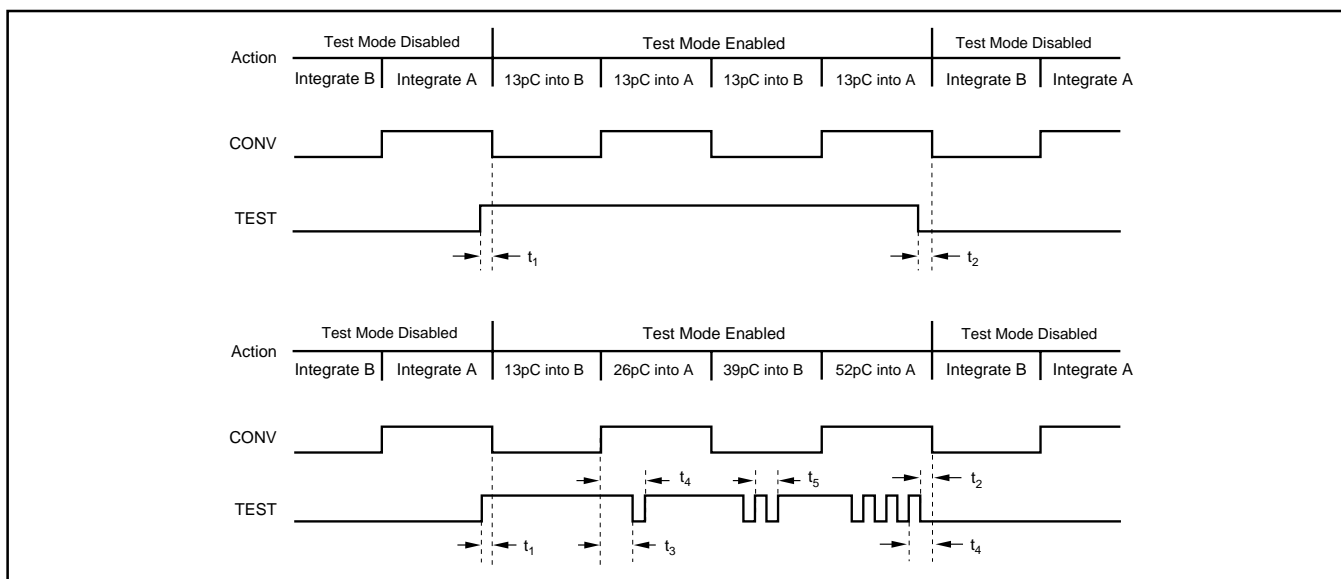 Test Mode Disabled Test Mode Enabled Test Mode Disabled
Action
Integrate B Integrate A 13pC into B 13pC into A 13pC into B 13pC into A Integrate B Integrate A
CONV
TEST
t1 t2
Test Mode Disabled Test Mode Enabled Test Mode Disabled
Action
Integrate B Integrate A 13pC into B 26pC into A 39pC into B 52pC into A Integrate B Integrate A
CONV
t4 t5 t2
TEST
t1 t3 t4